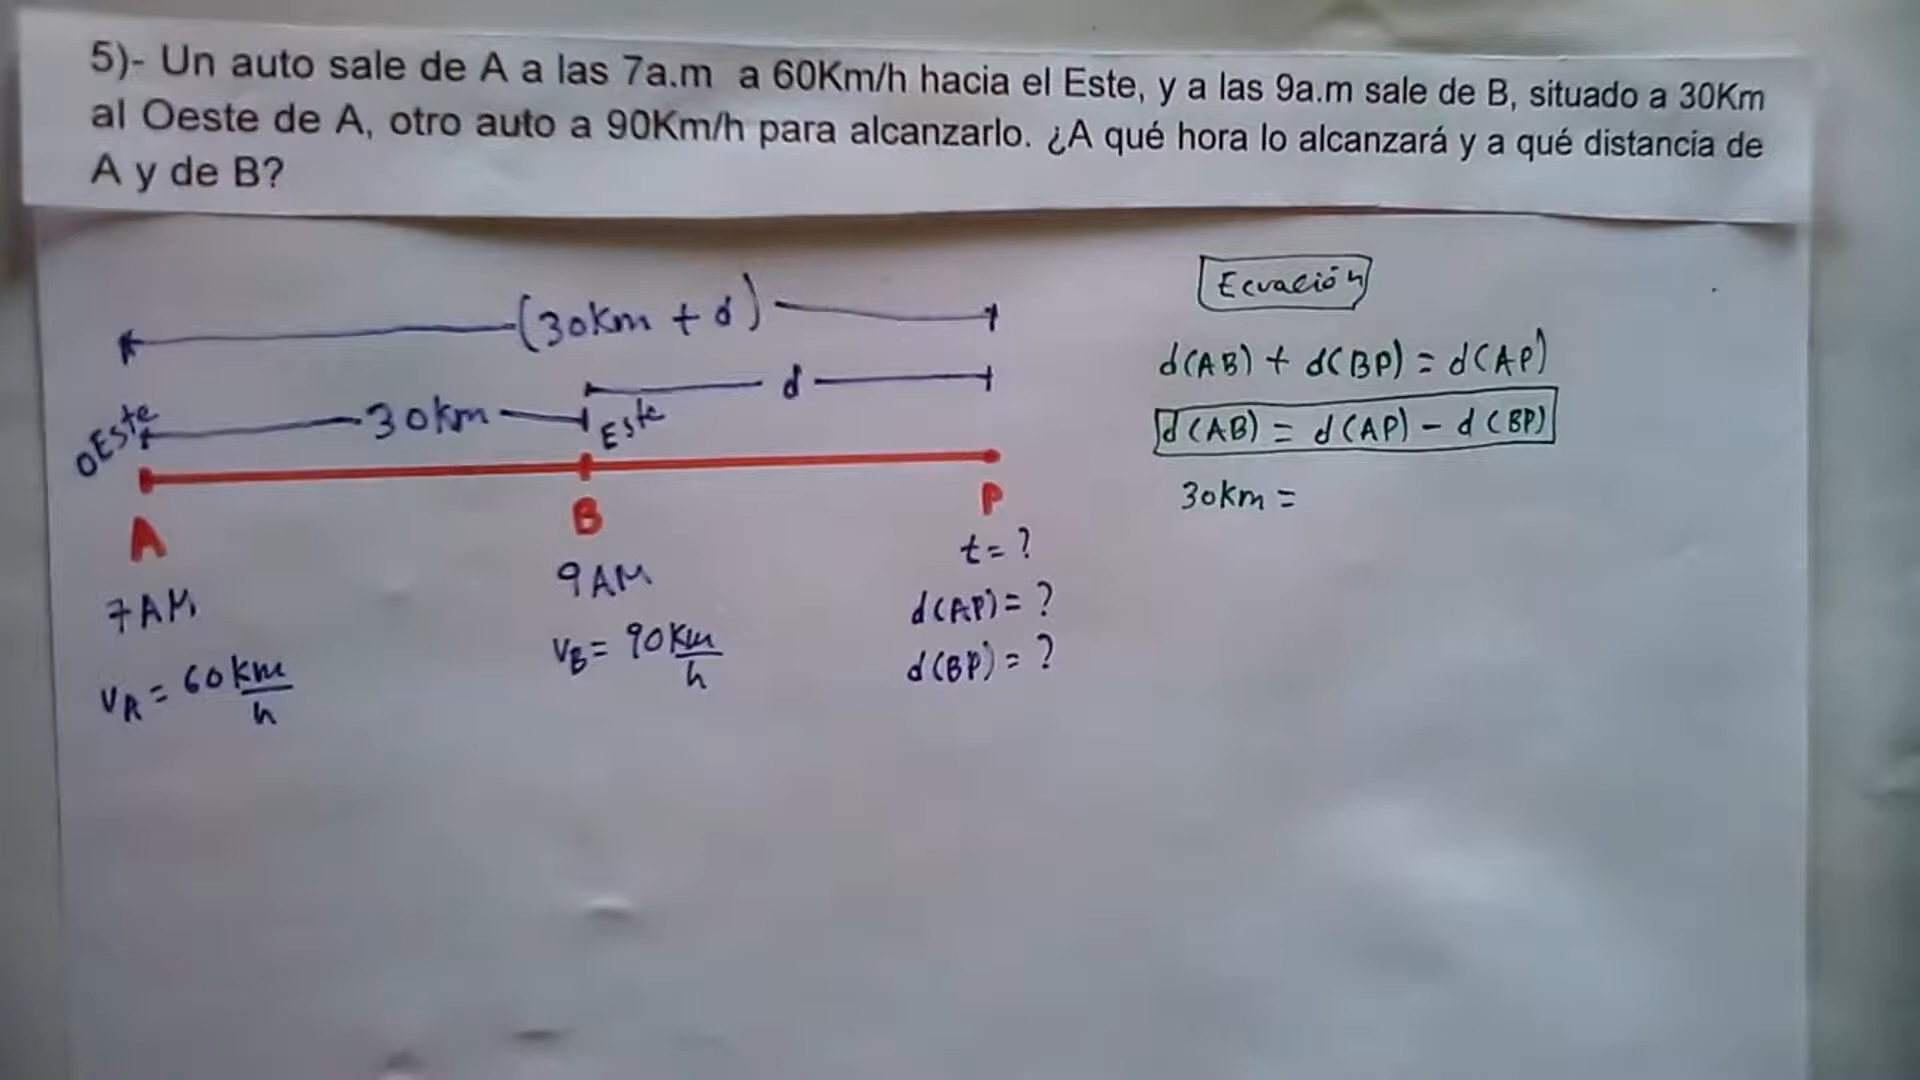 5)- Un auto sale de A a las 7a.m a 60Km/h hacia el Este, y a las 9a.m sale de B, situado a 30Km
al Oeste de A, otro auto a 90Km/h para alcanzarlo. ¿A qué hora lo alcanzará y a qué distancia de
A y de B?
(30km + d)
d
30km
OEste
Este
A
B
P
7AM
9AM
t = ?
d(AP) = ?
d(BP) = ?
VA = 60 km/h
VB = 90 km/h
Ecuación
d(AB) + d(BP) = d(AP)
d(AB) = d(AP) - d(BP)
30km =